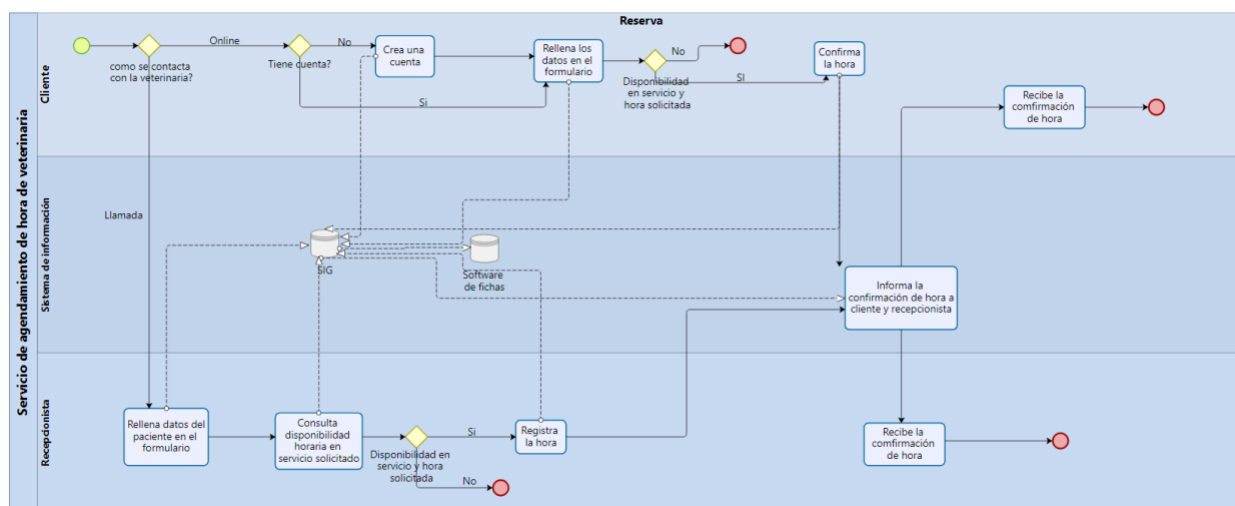 Servicio de agendamiento de hora de veterinaria
Reserva
Cliente
como se contacta
con la veterinaria?
Online
Tiene cuenta?
No
Si
Crea una
cuenta
Rellena los
datos en el
formulario
No
SI
Disponibilidad
en servicio y
hora solicitada
Confirma
la hora
Recibe la
comfirmación
de hora
Sistema de información
Llamada
SIG
Software
de fichas
Informa la
confirmación de hora a
cliente y recepcionista
Recepcionista
Rellena datos del
paciente en el
formulario
Consulta
disponibilidad
horaria en
servicio solicitado
Si
Disponibilidad en
servicio y hora
solicitada
No
Registra
la hora
Recibe la
comfirmación
de hora